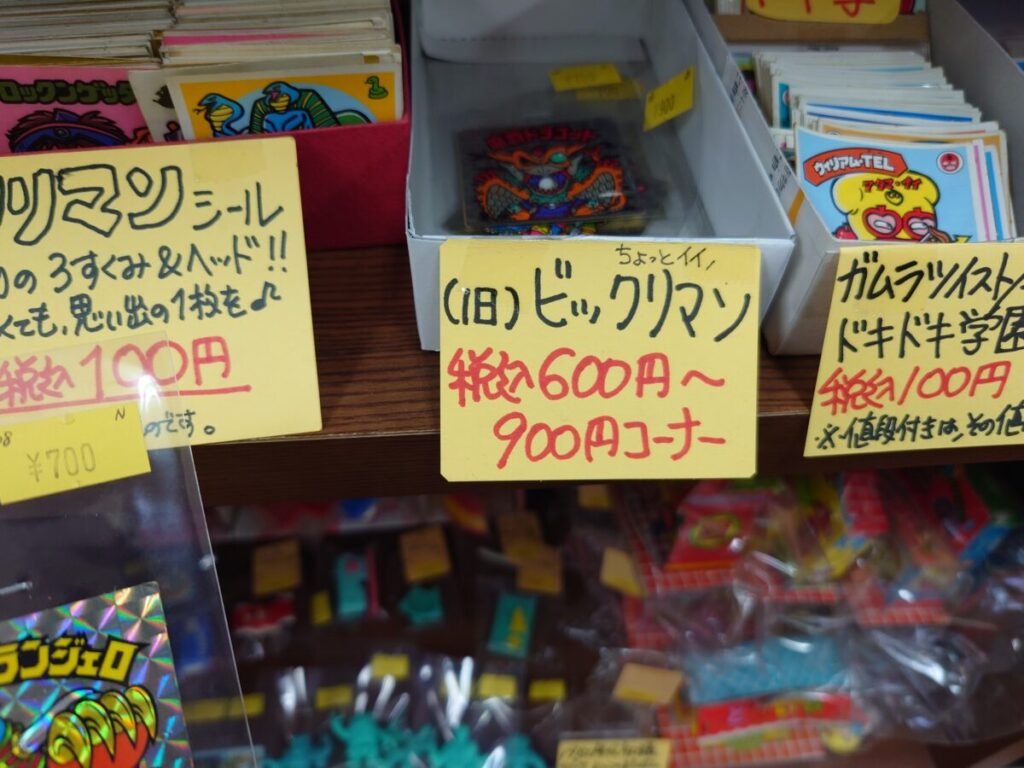 ロックンゲッタ
リマンシール
の3すくみ&ヘッド!!
くても、思い出の1枚を♪
税込100円
のです。
¥700
N
ランジェロ
900
ちょっとイイ
(旧)ビックリマン
税込600円〜
900円コーナー
ウィリアム・TEL
ガムラツイスト
ドキドキ学園
税込100円
※値段付きは、その値